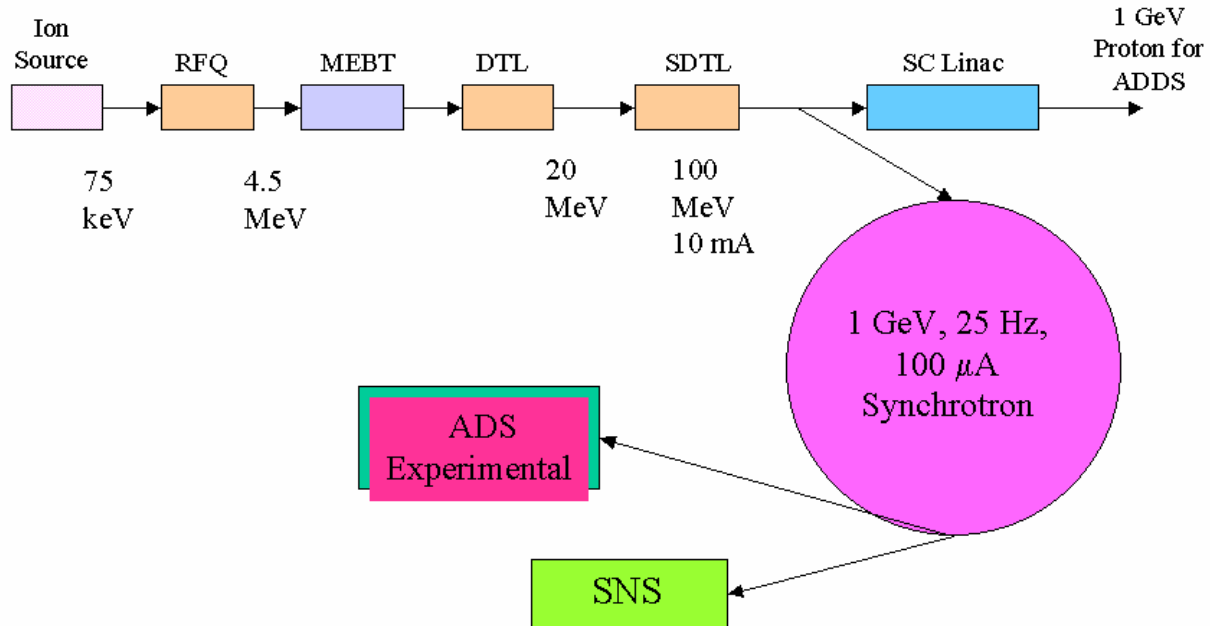 Ion
Source
RFQ
MEBT
DTL
SDTL
SC Linac
1 GeV
Proton for
ADDS
75
keV
4.5
MeV
20
MeV
100
MeV
10 mA
1 GeV, 25 Hz,
100 µA
Synchrotron
ADS
Experimental
SNS